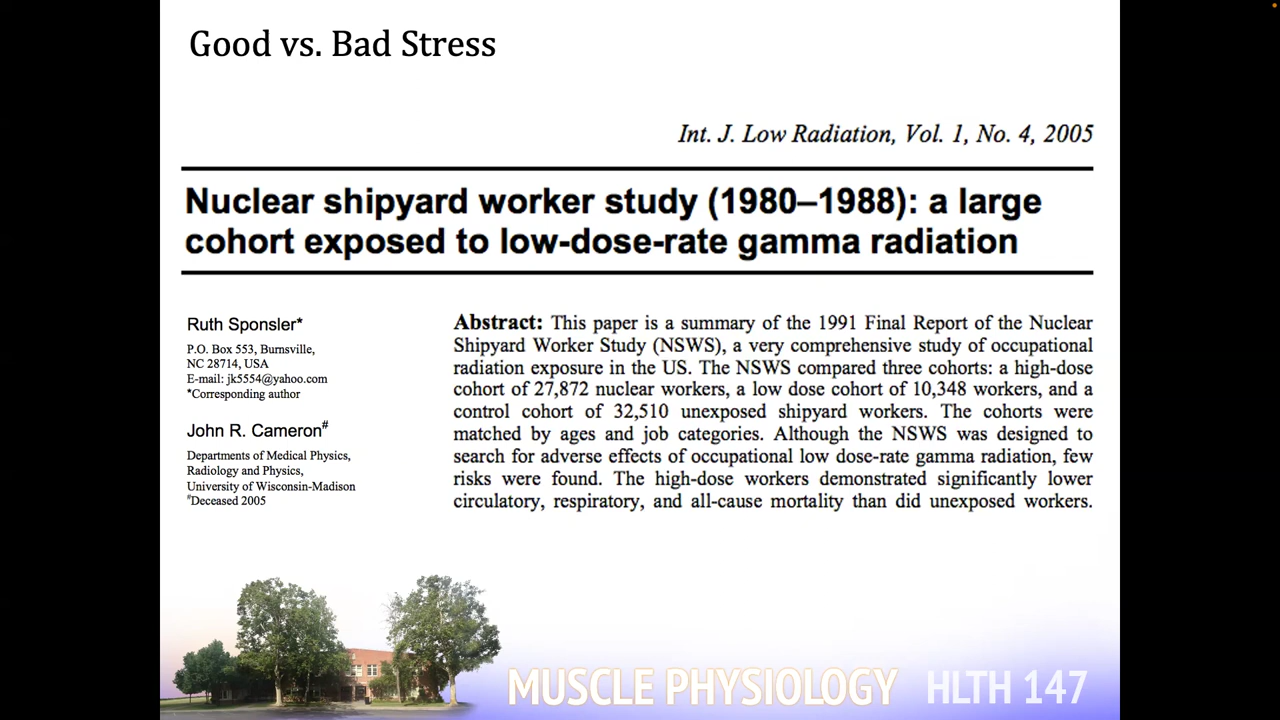 Good vs. Bad Stress
Int. J. Low Radiation, Vol. 1, No. 4, 2005
Nuclear shipyard worker study (1980–1988): a large
cohort exposed to low-dose-rate gamma radiation
Ruth Sponsler*
P.O. Box 553, Burnsville,
NC 28714, USA
E-mail: jk5554@yahoo.com
*Corresponding author
John R. Cameron#
Departments of Medical Physics,
Radiology and Physics,
University of Wisconsin-Madison
#Deceased 2005
Abstract: This paper is a summary of the 1991 Final Report of the Nuclear
Shipyard Worker Study (NSWS), a very comprehensive study of occupational
radiation exposure in the US. The NSWS compared three cohorts: a high-dose
cohort of 27,872 nuclear workers, a low dose cohort of 10,348 workers, and a
control cohort of 32,510 unexposed shipyard workers. The cohorts were
matched by ages and job categories. Although the NSWS was designed to
search for adverse effects of occupational low dose-rate gamma radiation, few
risks were found. The high-dose workers demonstrated significantly lower
circulatory, respiratory, and all-cause mortality than did unexposed workers.
MUSCLE PHYSIOLOGY HLTH 147